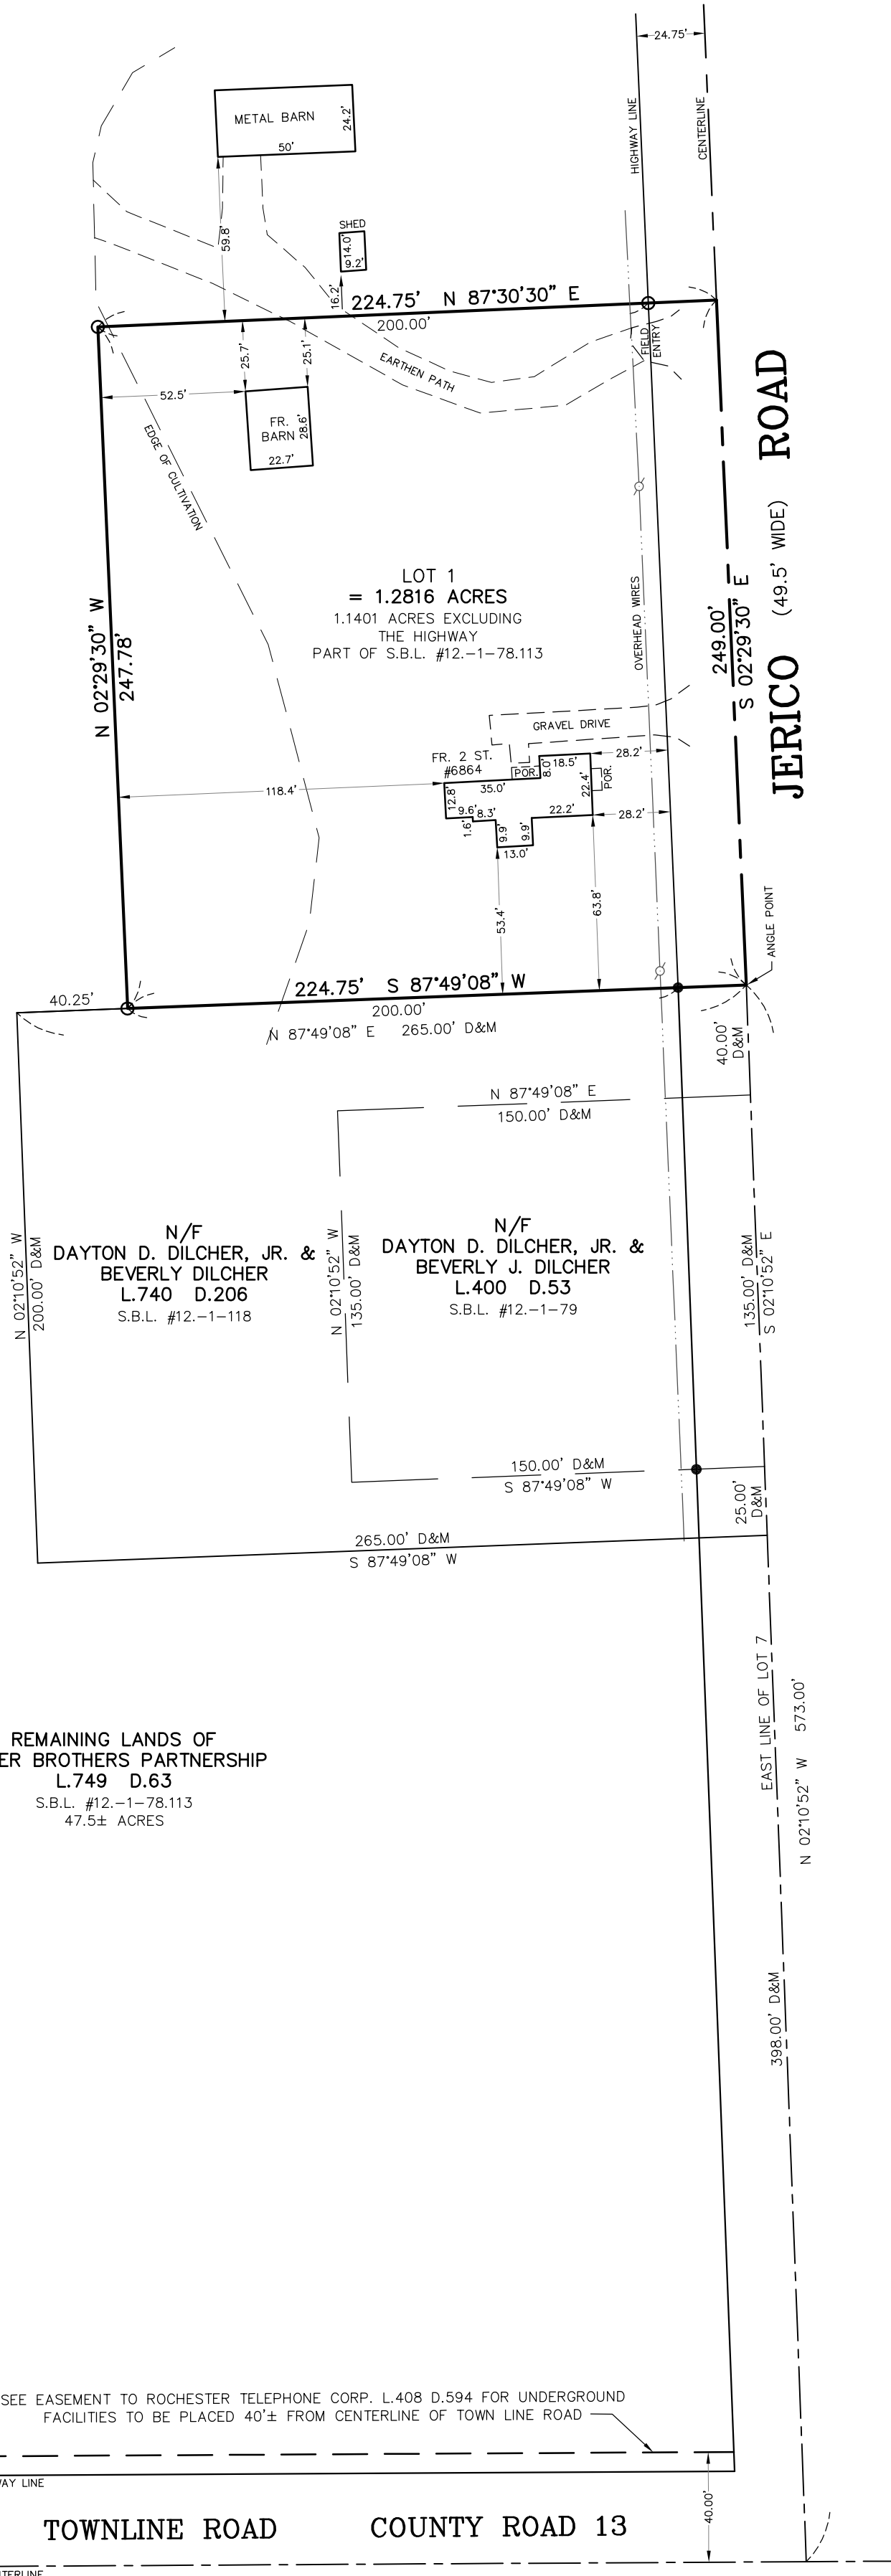 24.75'
HIGHWAY LINE
CENTERLINE
METAL BARN
24.2'
50'
59.8'
SHED
14.0'
9.2'
16.2'
224.75' N 87°30'30" E
200.00'
FIELD
ENTRY
25.7'
25.1'
EARTHEN PATH
52.5'
FR.
BARN
28.6'
22.7'
EDGE OF CULTIVATION
JERICO (49.5' WIDE) ROAD
LOT 1
= 1.2816 ACRES
1.1401 ACRES EXCLUDING
THE HIGHWAY
PART OF S.B.L. #12.-1-78.113
OVERHEAD WIRES
N 02°29'30" W
247.78'
249.00'
S 02°29'30" E
GRAVEL DRIVE
FR. 2 ST.
#6864
POR.
8.0'
18.5'
28.2'
POR.
118.4'
35.0'
12.8'
22.4'
9.6'
8.3'
1.6'
9.9'
9.9'
22.2'
28.2'
13.0'
53.4'
63.8'
ANGLE POINT
40.25'
224.75' S 87°49'08" W
200.00'
N 87°49'08" E 265.00' D&M
40.00'
D&M
N 87°49'08" E
150.00' D&M
N 02°10'52" W
200.00' D&M
N/F
DAYTON D. DILCHER, JR. &
BEVERLY DILCHER
L.740 D.206
S.B.L. #12.-1-118
N 02°10'52" W
135.00' D&M
N/F
DAYTON D. DILCHER, JR. &
BEVERLY J. DILCHER
L.400 D.53
S.B.L. #12.-1-79
135.00' D&M
S 02°10'52" E
150.00' D&M
S 87°49'08" W
25.00'
D&M
265.00' D&M
S 87°49'08" W
EAST LINE OF LOT 7
N 02°10'52" W 573.00'
REMAINING LANDS OF
ER BROTHERS PARTNERSHIP
L.749 D.63
S.B.L. #12.-1-78.113
47.5± ACRES
398.00' D&M
SEE EASEMENT TO ROCHESTER TELEPHONE CORP. L.408 D.594 FOR UNDERGROUND
FACILITIES TO BE PLACED 40'± FROM CENTERLINE OF TOWN LINE ROAD
WAY LINE
40.00'
TOWNLINE ROAD COUNTY ROAD 13